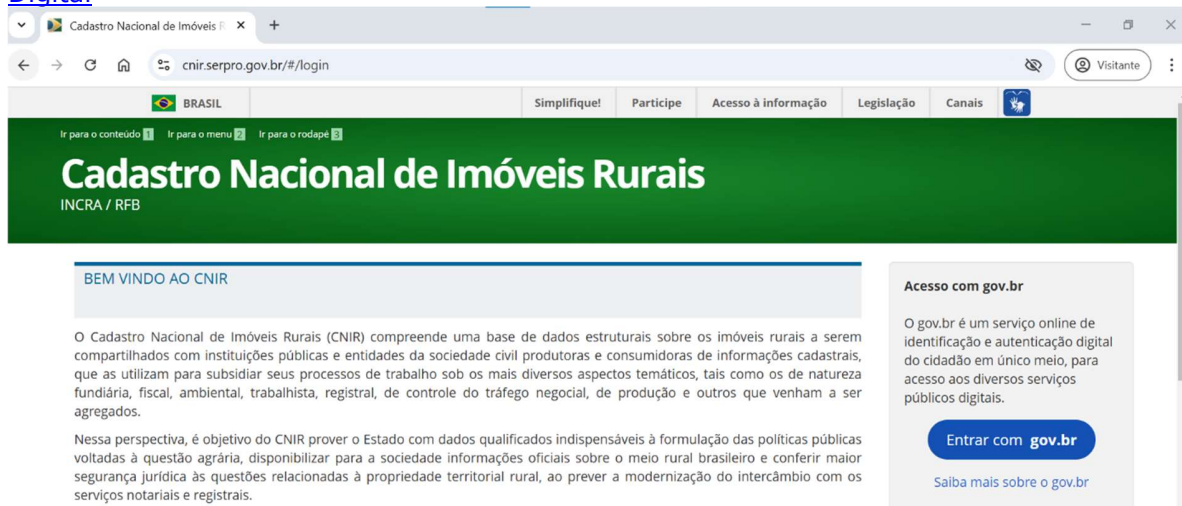 Digital
Cadastro Nacional de Imóveis R
cnir.serpro.gov.br/#/login
Visitante
BRASIL
Simplifique! Participe Acesso à informação Legislação Canais
Ir para o conteúdo 1 Ir para o menu 2 Ir para o rodapé 3
Cadastro Nacional de Imóveis Rurais
INCRA / RFB
BEM VINDO AO CNIR
O Cadastro Nacional de Imóveis Rurais (CNIR) compreende uma base de dados estruturais sobre os imóveis rurais a serem
compartilhados com instituições públicas e entidades da sociedade civil produtoras e consumidoras de informações cadastrais,
que as utilizam para subsidiar seus processos de trabalho sob os mais diversos aspectos temáticos, tais como os de natureza
fundiária, fiscal, ambiental, trabalhista, registral, de controle do tráfego negocial, de produção e outros que venham a ser
agregados.
Nessa perspectiva, é objetivo do CNIR prover o Estado com dados qualificados indispensáveis à formulação das políticas públicas
voltadas à questão agrária, disponibilizar para a sociedade informações oficiais sobre o meio rural brasileiro e conferir maior
segurança jurídica às questões relacionadas à propriedade territorial rural, ao prever a modernização do intercâmbio com os
serviços notariais e registrais.
Acesso com gov.br
O gov.br é um serviço online de
identificação e autenticação digital
do cidadão em único meio, para
acesso aos diversos serviços
públicos digitais.
Entrar com gov.br
Saiba mais sobre o gov.br